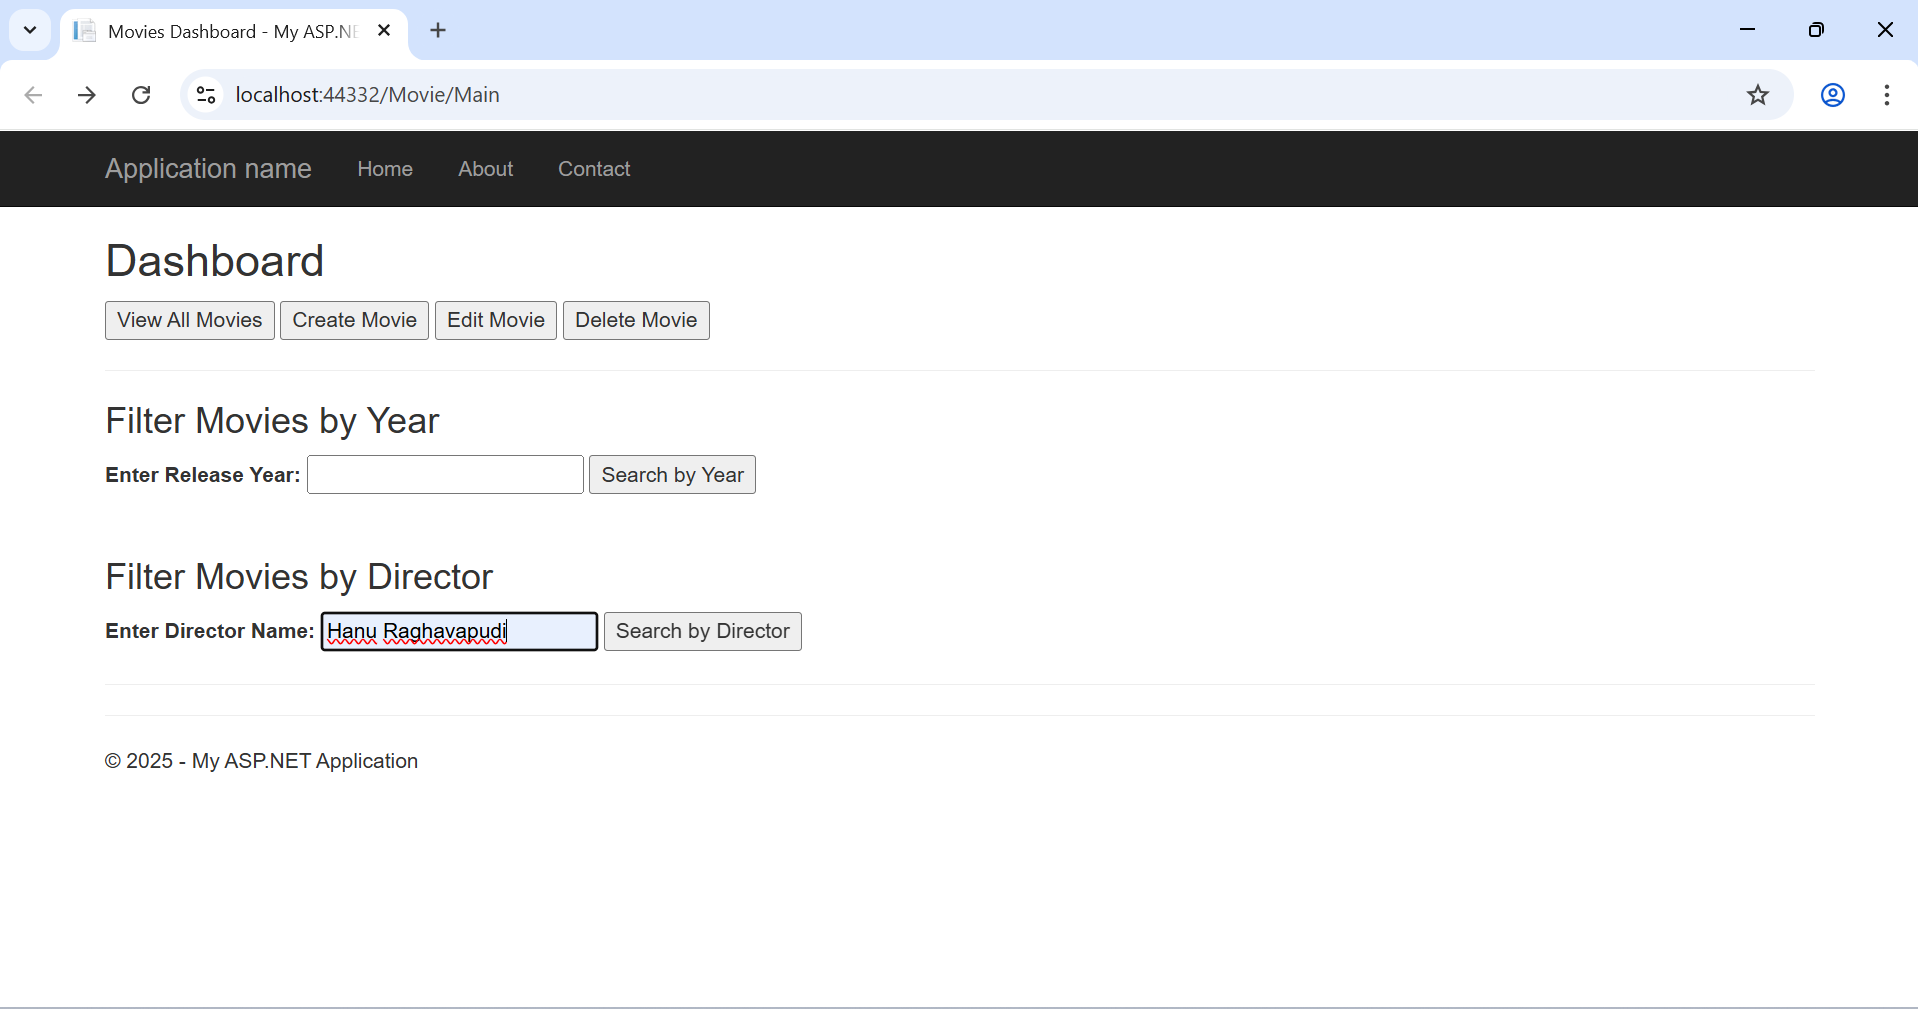 Movies Dashboard - My ASP.NE
localhost:44332/Movie/Main
Application name Home About Contact
Dashboard
View All Movies Create Movie Edit Movie Delete Movie
Filter Movies by Year
Enter Release Year: Search by Year
Filter Movies by Director
Enter Director Name: Hanu Raghavapudi Search by Director
© 2025 - My ASP.NET Application